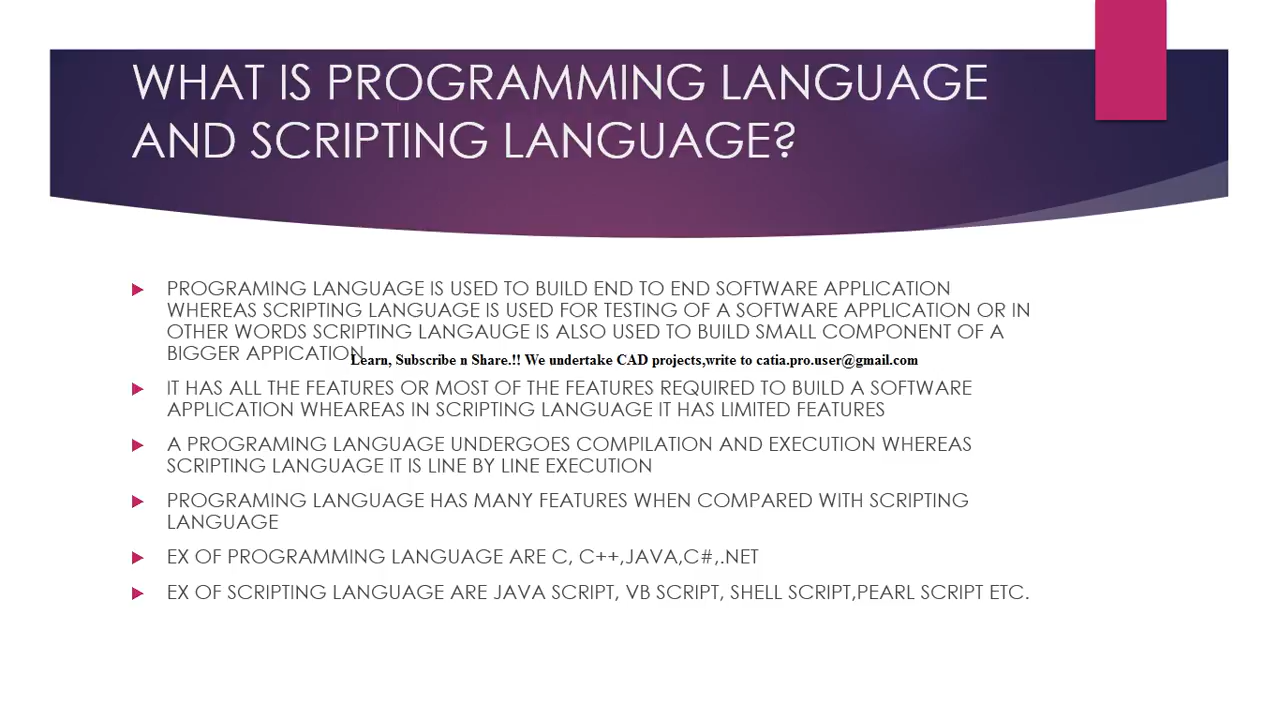 WHAT IS PROGRAMMING LANGUAGE
AND SCRIPTING LANGUAGE?
PROGRAMING LANGUAGE IS USED TO BUILD END TO END SOFTWARE APPLICATION
WHEREAS SCRIPTING LANGUAGE IS USED FOR TESTING OF A SOFTWARE APPLICATION OR IN
OTHER WORDS SCRIPTING LANGAUGE IS ALSO USED TO BUILD SMALL COMPONENT OF A
BIGGER APPICATION
Learn, Subscribe n Share.!! We undertake CAD projects,write to catia.pro.user@gmail.com
IT HAS ALL THE FEATURES OR MOST OF THE FEATURES REQUIRED TO BUILD A SOFTWARE
APPLICATION WHEAREAS IN SCRIPTING LANGUAGE IT HAS LIMITED FEATURES
A PROGRAMING LANGUAGE UNDERGOES COMPILATION AND EXECUTION WHEREAS
SCRIPTING LANGUAGE IT IS LINE BY LINE EXECUTION
PROGRAMING LANGUAGE HAS MANY FEATURES WHEN COMPARED WITH SCRIPTING
LANGUAGE
EX OF PROGRAMMING LANGUAGE ARE C, C++,JAVA,C#,.NET
EX OF SCRIPTING LANGUAGE ARE JAVA SCRIPT, VB SCRIPT, SHELL SCRIPT,PEARL SCRIPT ETC.